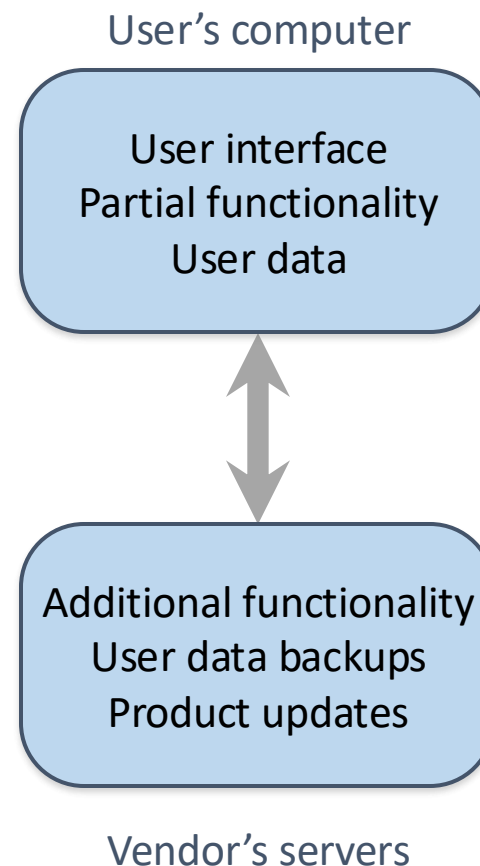 User’s computer
User interface
Partial functionality
User data
Additional functionality
User data backups
Product updates
Vendor’s servers